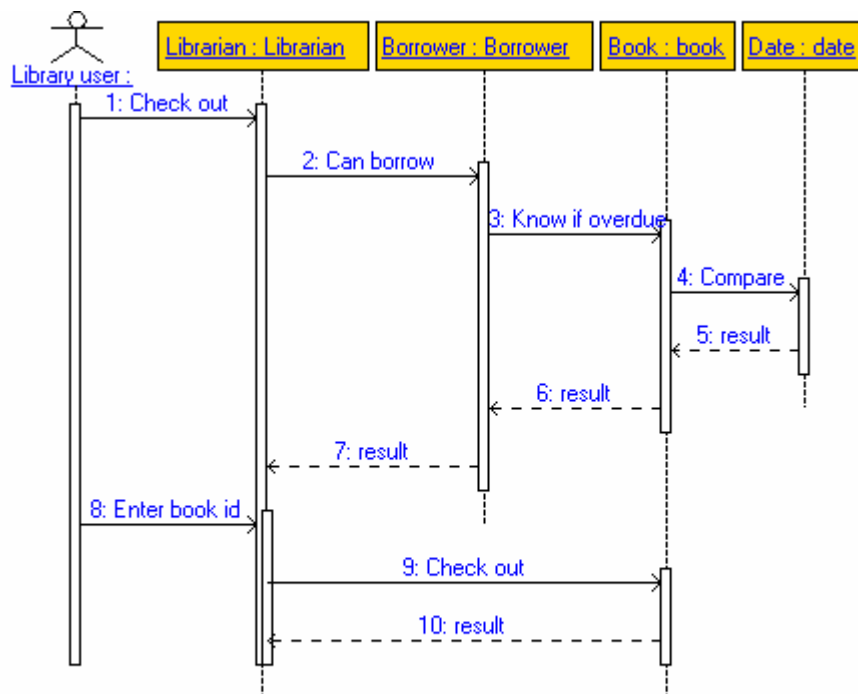 Library user :
Librarian : Librarian
Borrower : Borrower
Book : book
Date : date
1: Check out
2: Can borrow
3: Know if overdue
4: Compare
5: result
6: result
7: result
8: Enter book id
9: Check out
10: result